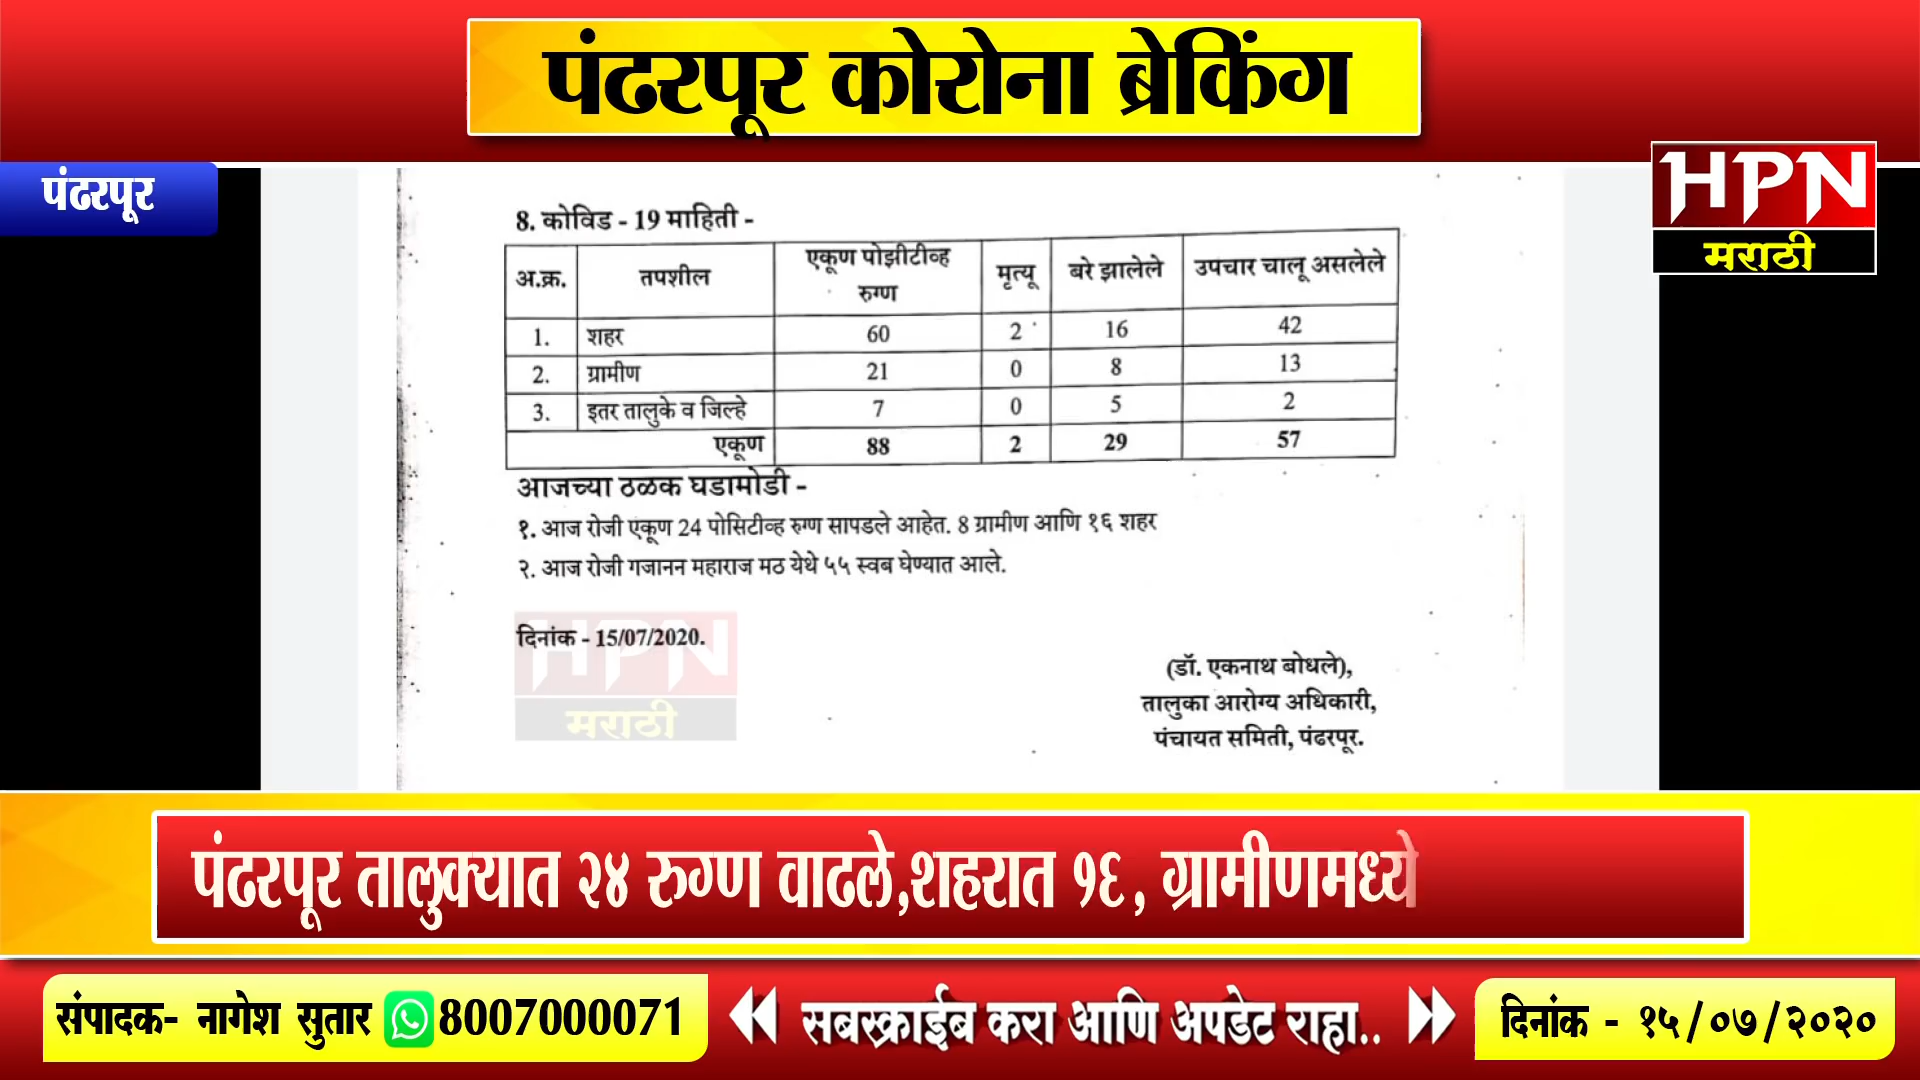 पंढरपूर कोरोना ब्रेकिंग
पंढरपूर
HPN
मराठी
8. कोविड - 19 माहिती -
अ.क्र. तपशील एकूण पोझीटीव्ह रुग्ण मृत्यू बरे झालेले उपचार चालू असलेले
1. शहर 60 2 16 42
2. ग्रामीण 21 0 8 13
3. इतर तालुके व जिल्हे 7 0 5 2
एकूण 88 2 29 57
आजच्या ठळक घडामोडी -
१. आज रोजी एकूण 24 पोसिटीव्ह रुग्ण सापडले आहेत. 8 ग्रामीण आणि १६ शहर
२. आज रोजी गजानन महाराज मठ येथे ५५ स्वब घेण्यात आले.
HPN
मराठी
दिनांक - 15/07/2020.
(डॉ. एकनाथ बोधले),
तालुका आरोग्य अधिकारी,
पंचायत समिती, पंढरपूर.
पंढरपूर तालुक्यात २४ रुग्ण वाढले,शहरात १६, ग्रामीणमध्ये
संपादक- नागेश सुतार 8007000071
सबस्क्राईब करा आणि अपडेट राहा..
दिनांक - १५/०७/२०२०